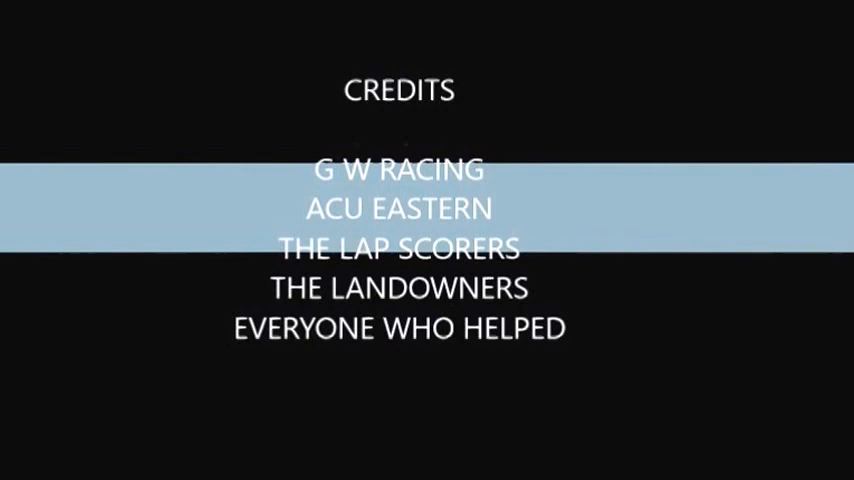 CREDITS
G W RACING
ACU EASTERN
THE LAP SCORERS
THE LANDOWNERS
EVERYONE WHO HELPED